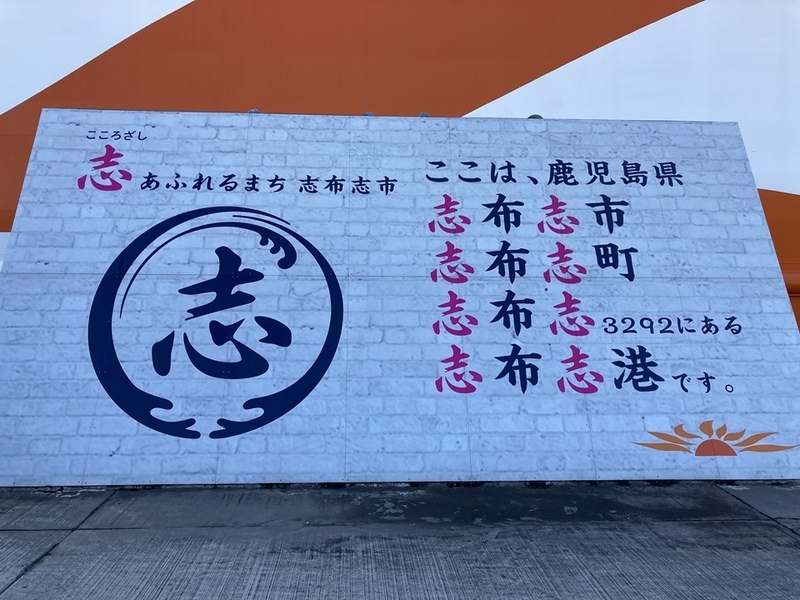 こころざし
志あふれるまち 志布志市
志
ここは、鹿児島県
志布志市
志布志町
志布志3292にある
志布志港です。